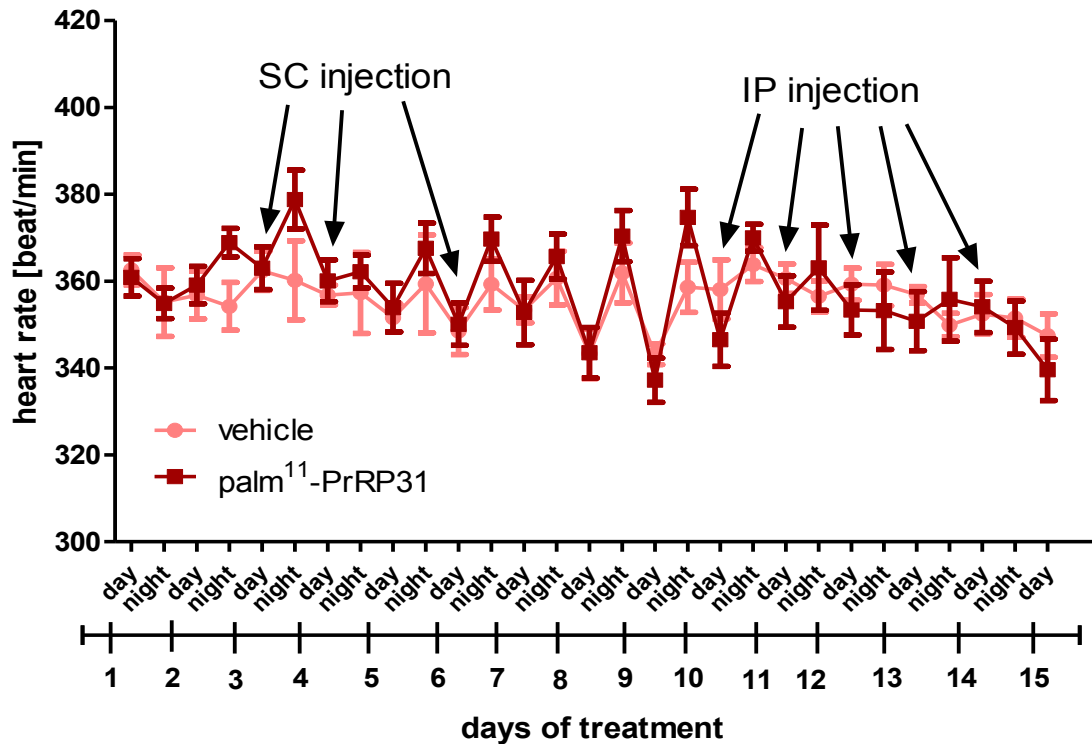 420
400
380
360
340
320
300
heart rate [beat/min]
SC injection
IP injection
vehicle
palm¹¹-PrRP31
day night day night day night day night day night day night day night day night day night day night day night day night day night day night day
1 2 3 4 5 6 7 8 9 10 11 12 13 14 15
days of treatment